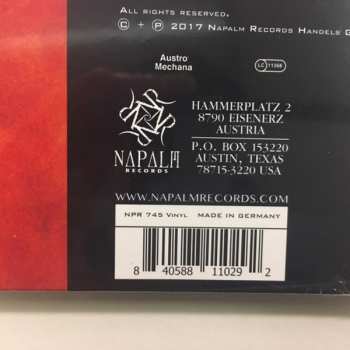 All rights reserved.
© + ℗ 2017 Napalm Records Handels G
Austro
Mechana
LC 11366
NAPALM
RECORDS
HAMMERPLATZ 2
8790 EISENERZ
AUSTRIA
P.O. BOX 153220
AUSTIN, TEXAS
78715-3220 USA
WWW.NAPALMRECORDS.COM
NPR 745 Vinyl MADE IN GERMANY
8 40588 11029 2